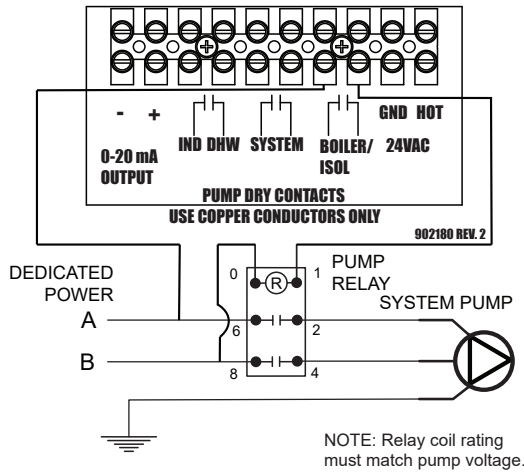 - + GND HOT
IND DHW SYSTEM BOILER/ 24VAC
ISOL
0-20 mA
OUTPUT
PUMP DRY CONTACTS
USE COPPER CONDUCTORS ONLY
902180 REV. 2
DEDICATED
POWER
0 1
R
PUMP
RELAY
SYSTEM PUMP
A
6 2
B
8 4
NOTE: Relay coil rating
must match pump voltage.